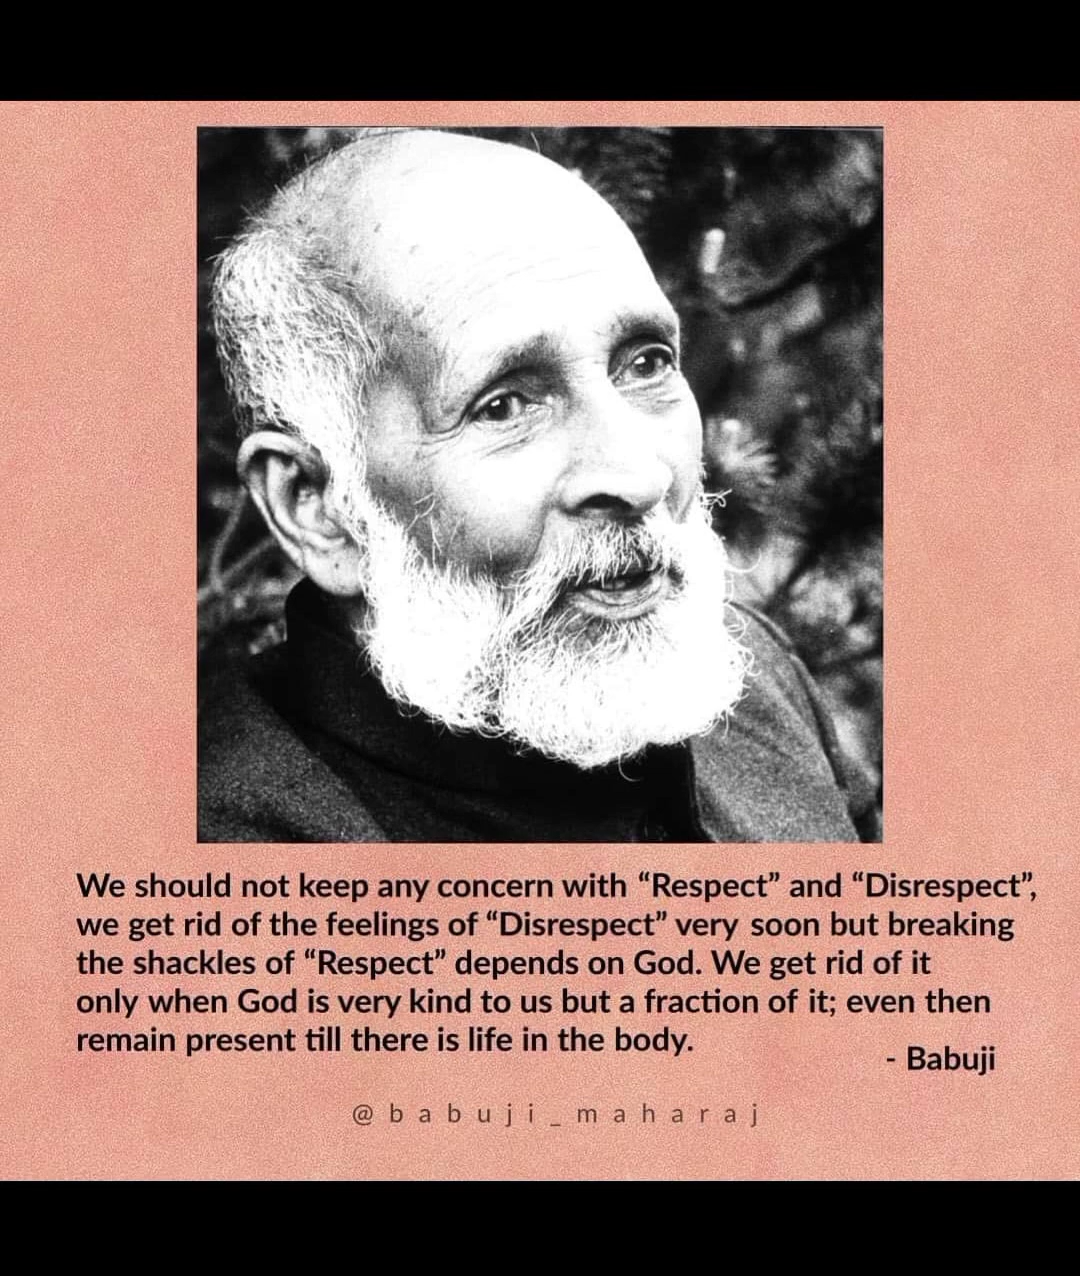 We should not keep any concern with “Respect” and “Disrespect”,
we get rid of the feelings of “Disrespect” very soon but breaking
the shackles of “Respect” depends on God. We get rid of it
only when God is very kind to us but a fraction of it; even then
remain present till there is life in the body.
- Babuji
@babuji_maharaj